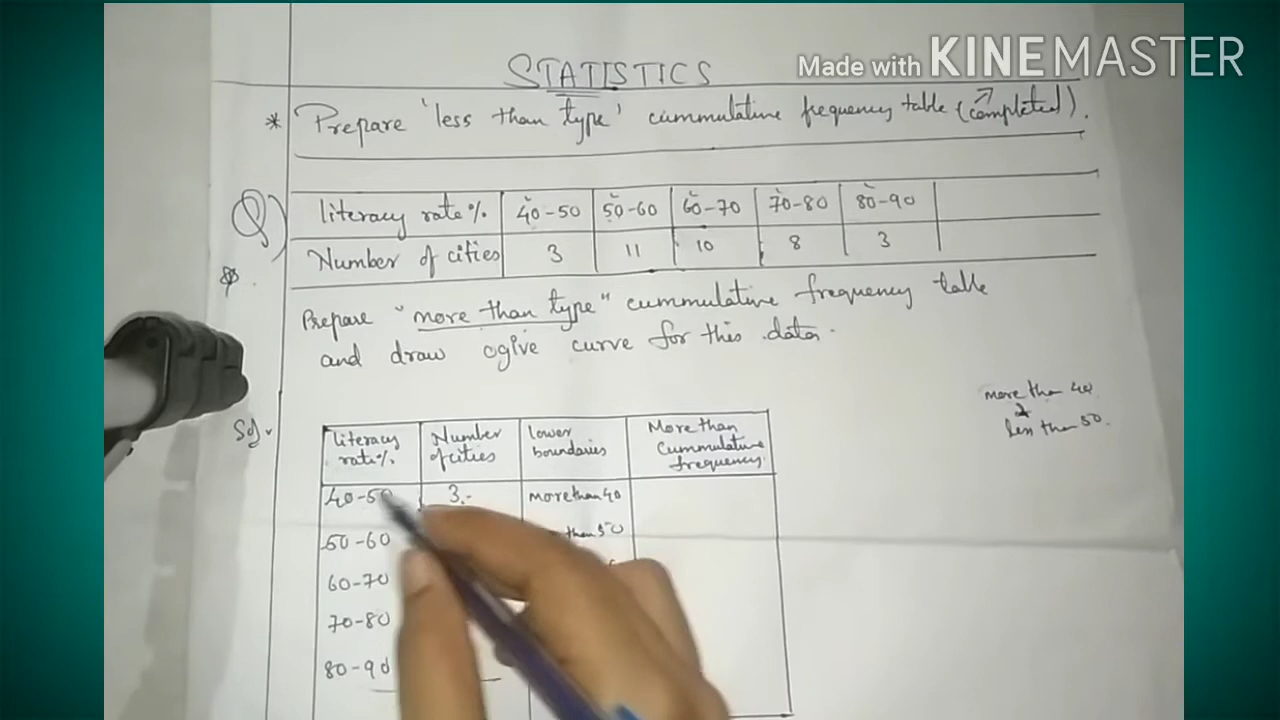 Made with KINEMASTER
STATISTICS
* Prepare 'less than type' cummulative frequency table (completed).
Q) Literacy rate% 40-50 50-60 60-70 70-80 80-90
Number of cities 3 11 10 8 3
Prepare "more than type" cummulative frequency table
and draw ogive curve for this data.
more than 40
less than 50.
Sol.
Literacy rate% Number of cities Lower boundaries More than cummulative frequency
40-50 3 more than 40
50-60 than 50
60-70
70-80
80-90